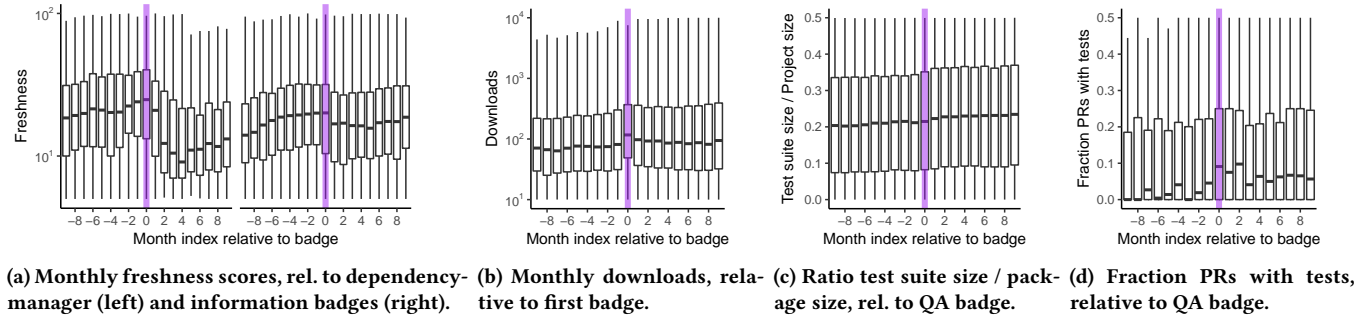 10²
10¹
Freshness
−8 −6 −4 −2 0 2 4 6 8
−8 −6 −4 −2 0 2 4 6 8
Month index relative to badge
10⁴
10³
10²
10¹
Downloads
−8 −6 −4 −2 0 2 4 6 8
Month index relative to badge
0.5
0.4
0.3
0.2
0.1
0.0
Test suite size / Project size
−8 −6 −4 −2 0 2 4 6 8
Month index relative to badge
0.5
0.4
0.3
0.2
0.1
0.0
Fraction PRs with tests
−8 −6 −4 −2 0 2 4 6 8
Month index relative to badge
(a) Monthly freshness scores, rel. to dependency-
manager (left) and information badges (right).
(b) Monthly downloads, rela-
tive to first badge.
(c) Ratio test suite size / pack-
age size, rel. to QA badge.
(d) Fraction PRs with tests,
relative to QA badge.